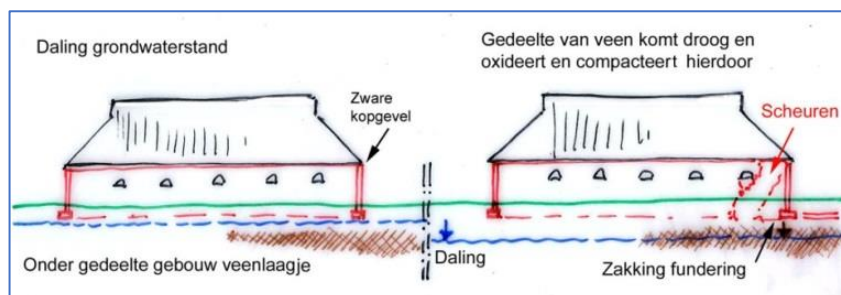 Daling grondwaterstand
Gedeelte van veen komt droog en
oxideert en compacteert hierdoor
Zware
kopgevel
Scheuren
Onder gedeelte gebouw veenlaagje
Daling
Zakking fundering